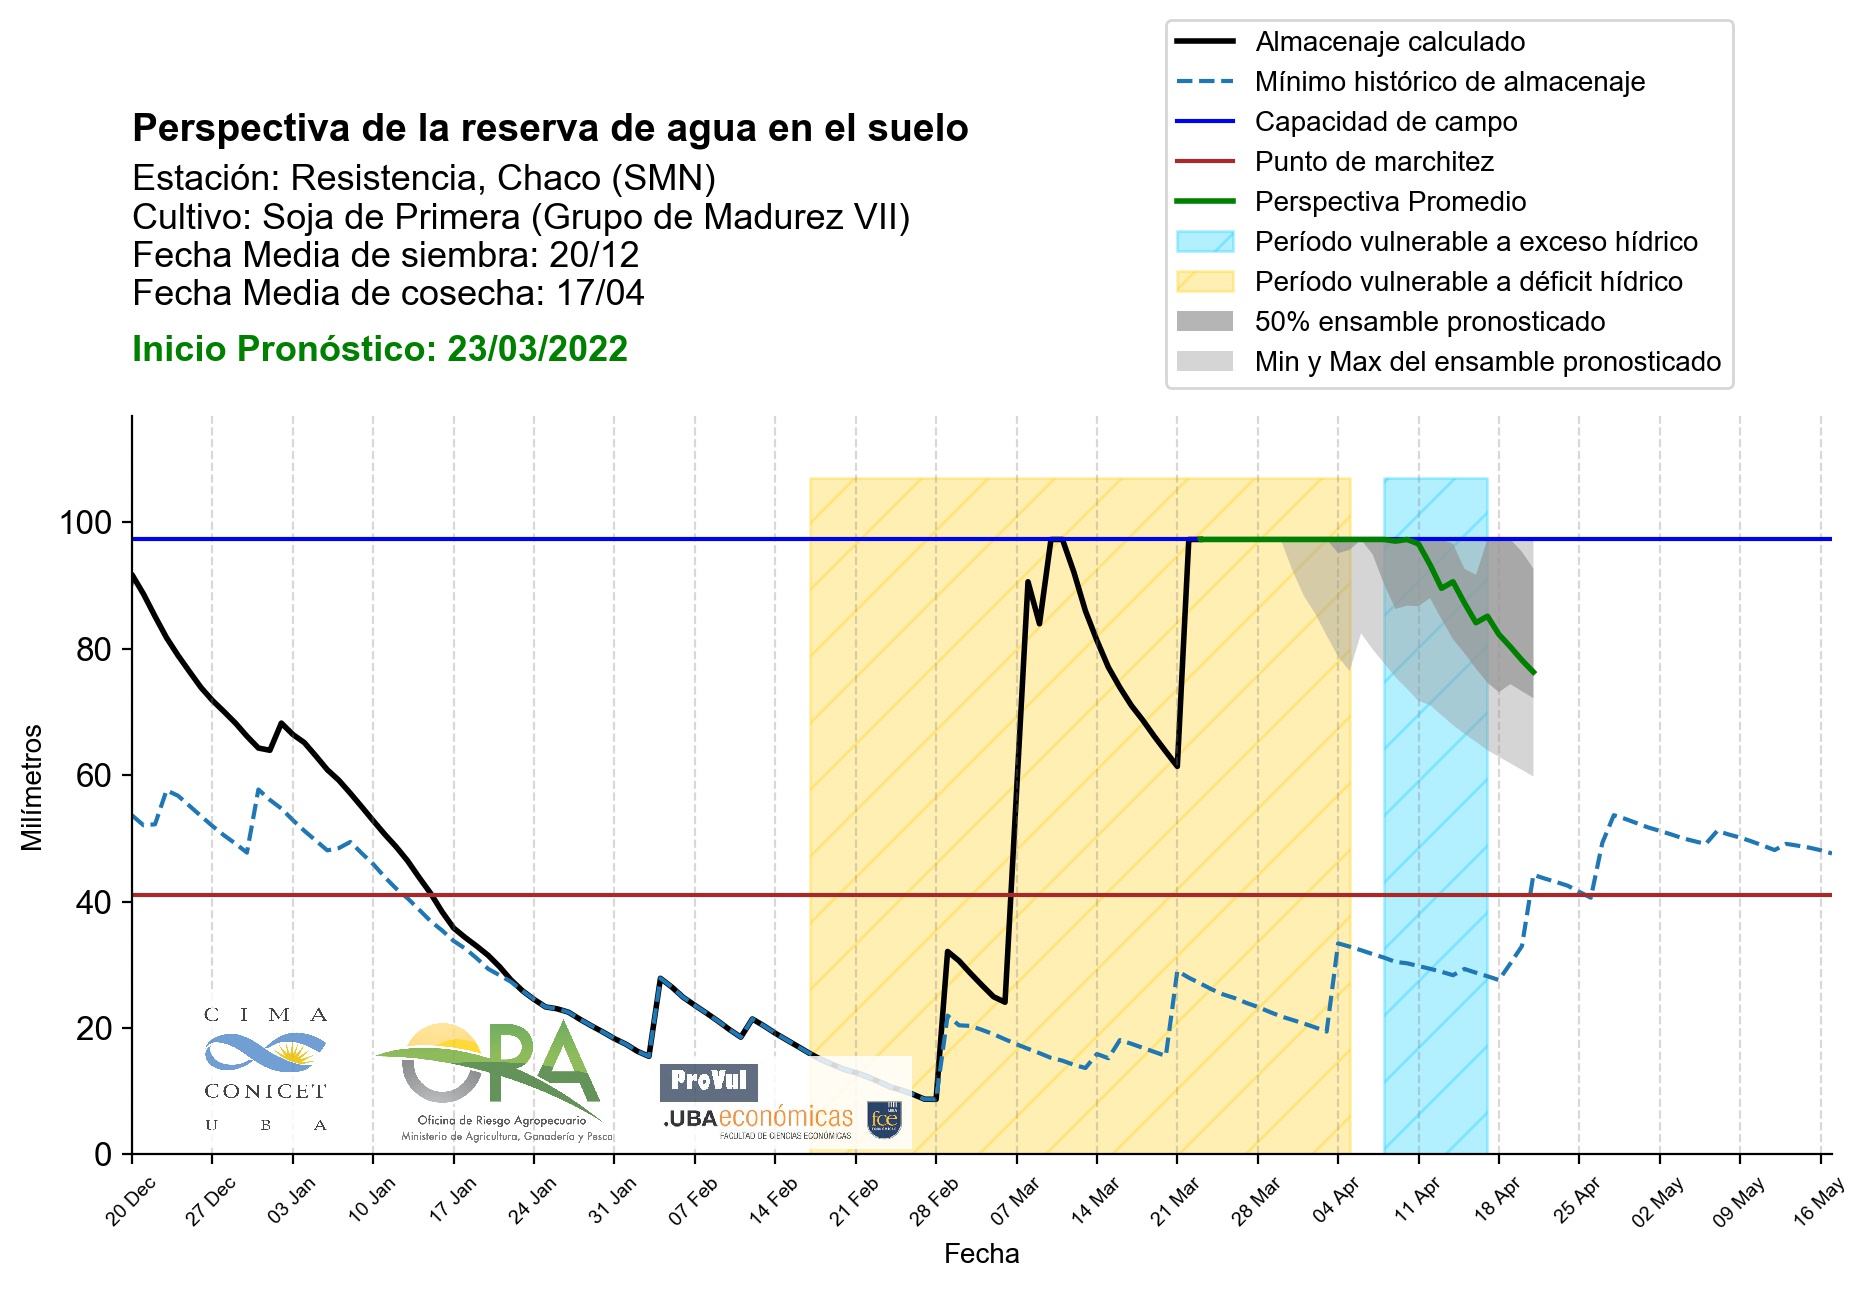 Almacenaje calculado
Mínimo histórico de almacenaje
Capacidad de campo
Punto de marchitez
Perspectiva Promedio
Período vulnerable a exceso hídrico
Período vulnerable a déficit hídrico
50% ensamble pronosticado
Min y Max del ensamble pronosticado
Perspectiva de la reserva de agua en el suelo
Estación: Resistencia, Chaco (SMN)
Cultivo: Soja de Primera (Grupo de Madurez VII)
Fecha Media de siembra: 20/12
Fecha Media de cosecha: 17/04
Inicio Pronóstico: 23/03/2022
Milímetros
100
80
60
40
20
0
C I M A
CONICET
U B A
ORA
Oficina de Riesgo Agropecuario
Ministerio de Agricultura, Ganadería y Pesca
ProVul
.UBAeconómicas
FACULTAD DE CIENCIAS ECONÓMICAS
UBA
fce
ECONÓMICAS
20 Dec
27 Dec
03 Jan
10 Jan
17 Jan
24 Jan
31 Jan
07 Feb
14 Feb
21 Feb
28 Feb
07 Mar
14 Mar
21 Mar
28 Mar
04 Apr
11 Apr
18 Apr
25 Apr
02 May
09 May
16 May
Fecha